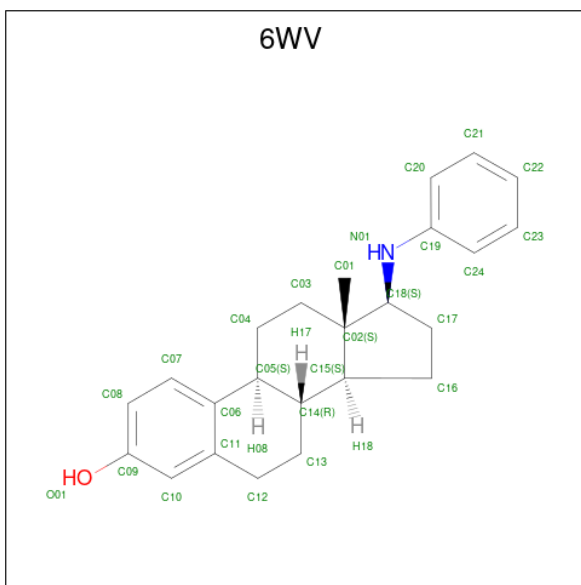 6WV
C21
C20
C22
N01
HN
C19
C23
C01
C24
C03
C18(S)
C04
C17
H17
H
C02(S)
C07
C05(S)
C15(S)
C16
C08
C06
C14(R)
H
H
C11
H08
H18
C13
C09
HO
O01
C10
C12